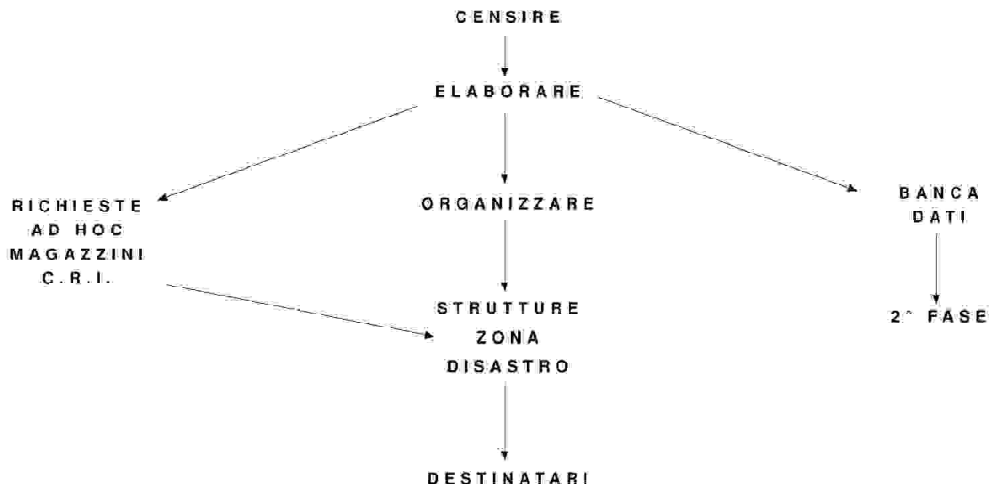 CENSIRE
ELABORARE
RICHIESTE
AD HOC
MAGAZZINI
C.R.I.
ORGANIZZARE
BANCA
DATI
STRUTTURE
ZONA
DISASTRO
2^ FASE
DESTINATARI